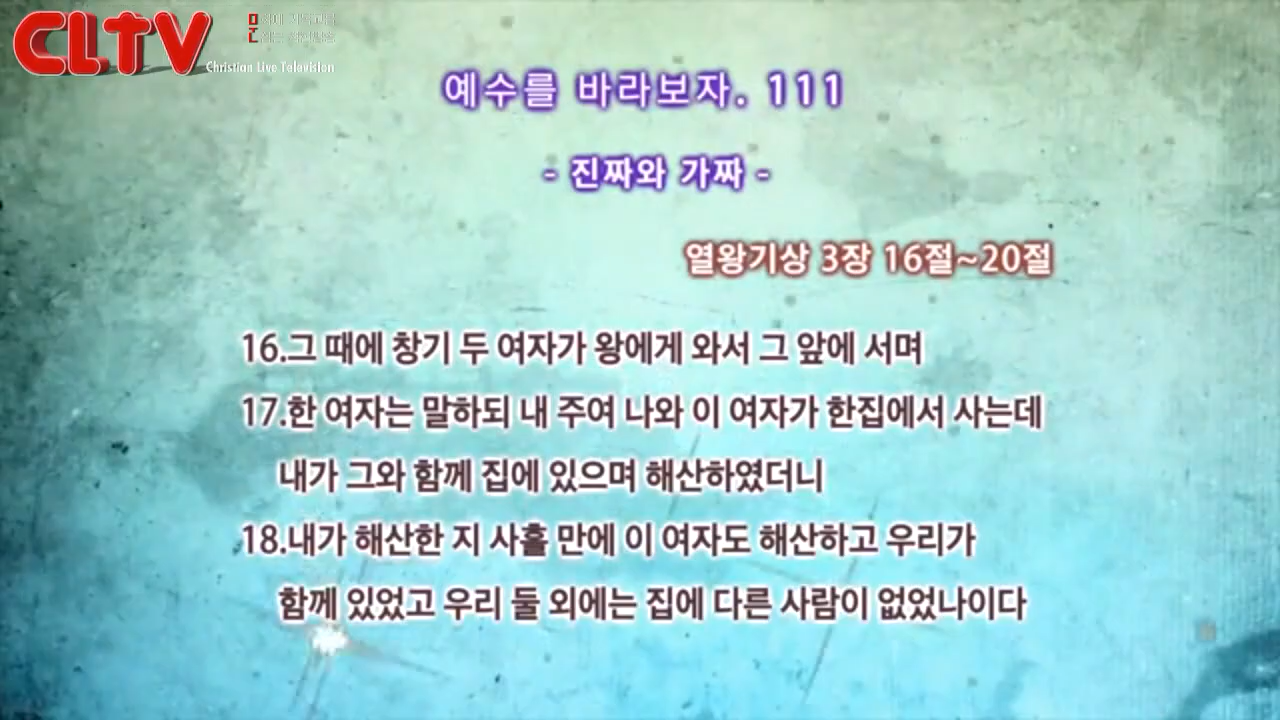 CLTV
Christian Live Television
예수를 바라보자. 111
- 진짜와 가짜 -
열왕기상 3장 16절~20절
16.그 때에 창기 두 여자가 왕에게 와서 그 앞에 서며
17.한 여자는 말하되 내 주여 나와 이 여자가 한집에서 사는데
내가 그와 함께 집에 있으며 해산하였더니
18.내가 해산한 지 사흘 만에 이 여자도 해산하고 우리가
함께 있었고 우리 둘 외에는 집에 다른 사람이 없었나이다